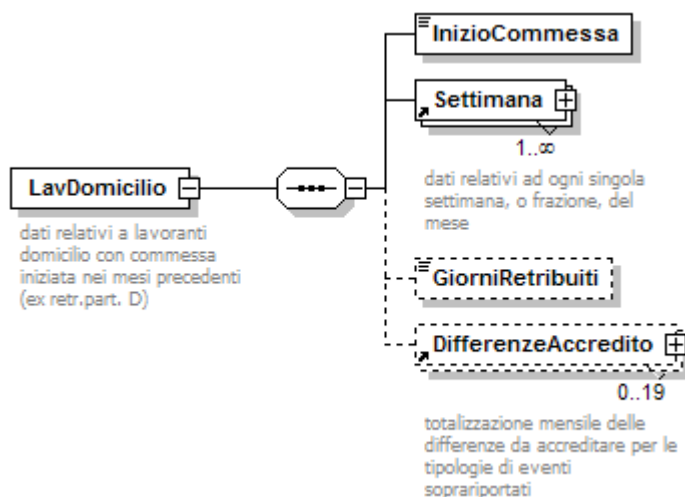 InizioCommessa
Settimana
1..∞
dati relativi ad ogni singola
settimana, o frazione, del
mese
LavDomicilio
dati relativi a lavoranti
domicilio con commessa
iniziata nei mesi precedenti
(ex retr.part. D)
GiorniRetribuiti
DifferenzeAccredito
0..19
totalizzazione mensile delle
differenze da accreditare per le
tipologie di eventi
soprariportati